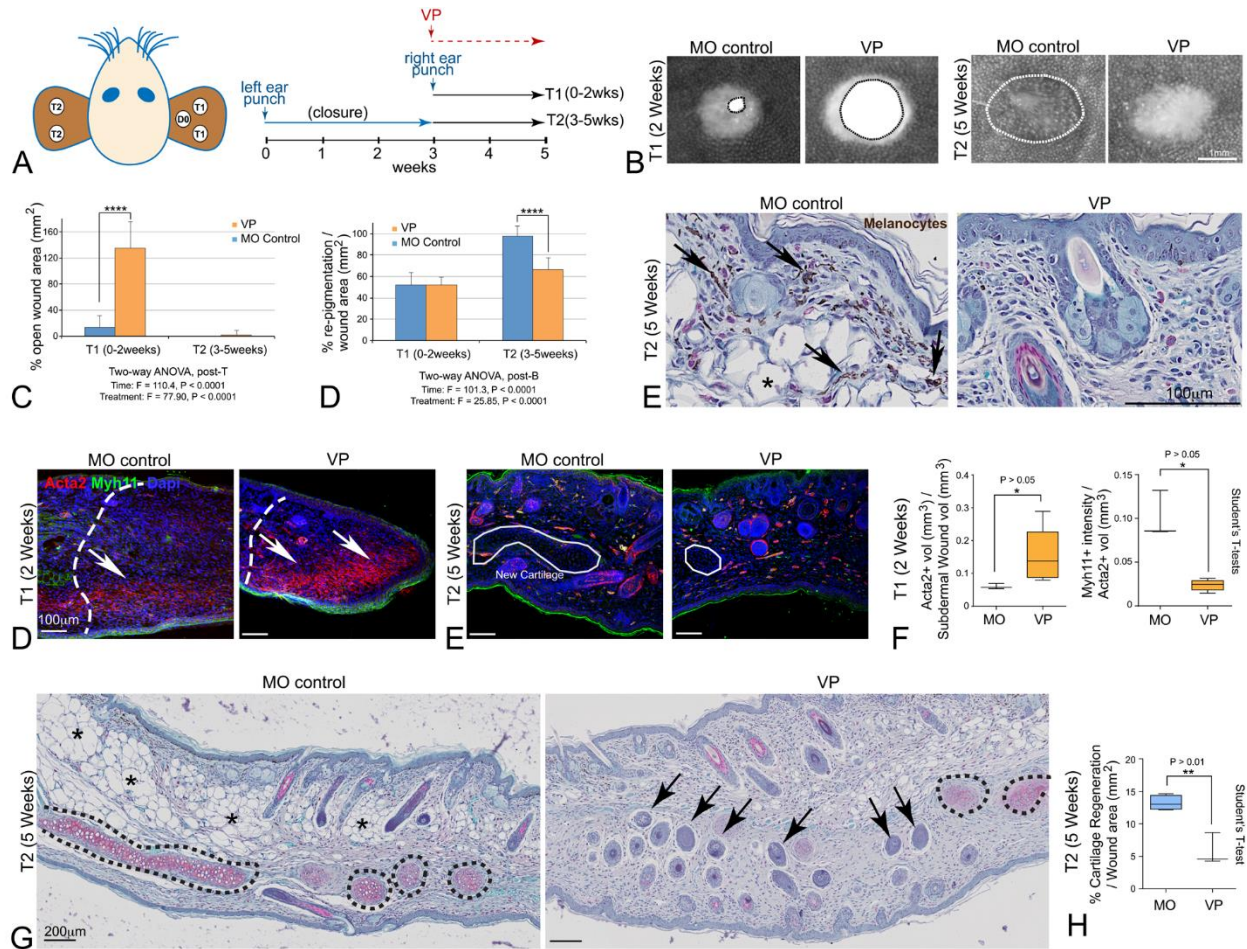 T2
T2
T1
D0
T1
A
VP
right ear
punch
left ear
punch
(closure)
T1(0-2wks)
T2(3-5wks)
0 1 2 3 4 5
weeks
MO control VP
T1 (2 Weeks)
MO control VP
T2 (5 Weeks)
1mm
B
% open wound area (mm2)
160
120
80
40
0
****
VP
MO Control
T1 (0-2weeks) T2 (3-5weeks)
Two-way ANOVA, post-T
Time: F = 110.4, P < 0.0001
Treatment: F = 77.90, P < 0.0001
C
% re-pigmentation /
wound area (mm2)
100
80
60
40
20
0
VP
MO Control
****
T1 (0-2weeks) T2 (3-5weeks)
Two-way ANOVA, post-B
Time: F = 101.3, P < 0.0001
Treatment: F = 25.85, P < 0.0001
D
MO control VP
T2 (5 Weeks)
Melanocytes
*
100μm
E
MO control VP
T1 (2 Weeks)
Acta2 Myh11 Dapi
100μm
D
MO control VP
T2 (5 Weeks)
New Cartilage
E
T1 (2 Weeks)
Acta2+ vol (mm3) /
Subdermal Wound vol (mm3)
0.4
0.3
0.2
0.1
0.0
P > 0.05
*
MO VP
Myh11+ intensity /
Acta2+ vol (mm3)
0.15
0.10
0.05
0.00
P > 0.05
*
MO VP
Student's T-tests
F
MO control VP
T2 (5 Weeks)
*
*
*
*
200μm
G
T2 (5 Weeks)
% Cartilage Regeneration
/ Wound area (mm2)
20
15
10
5
0
P > 0.01
**
MO VP
Student's T-test
H